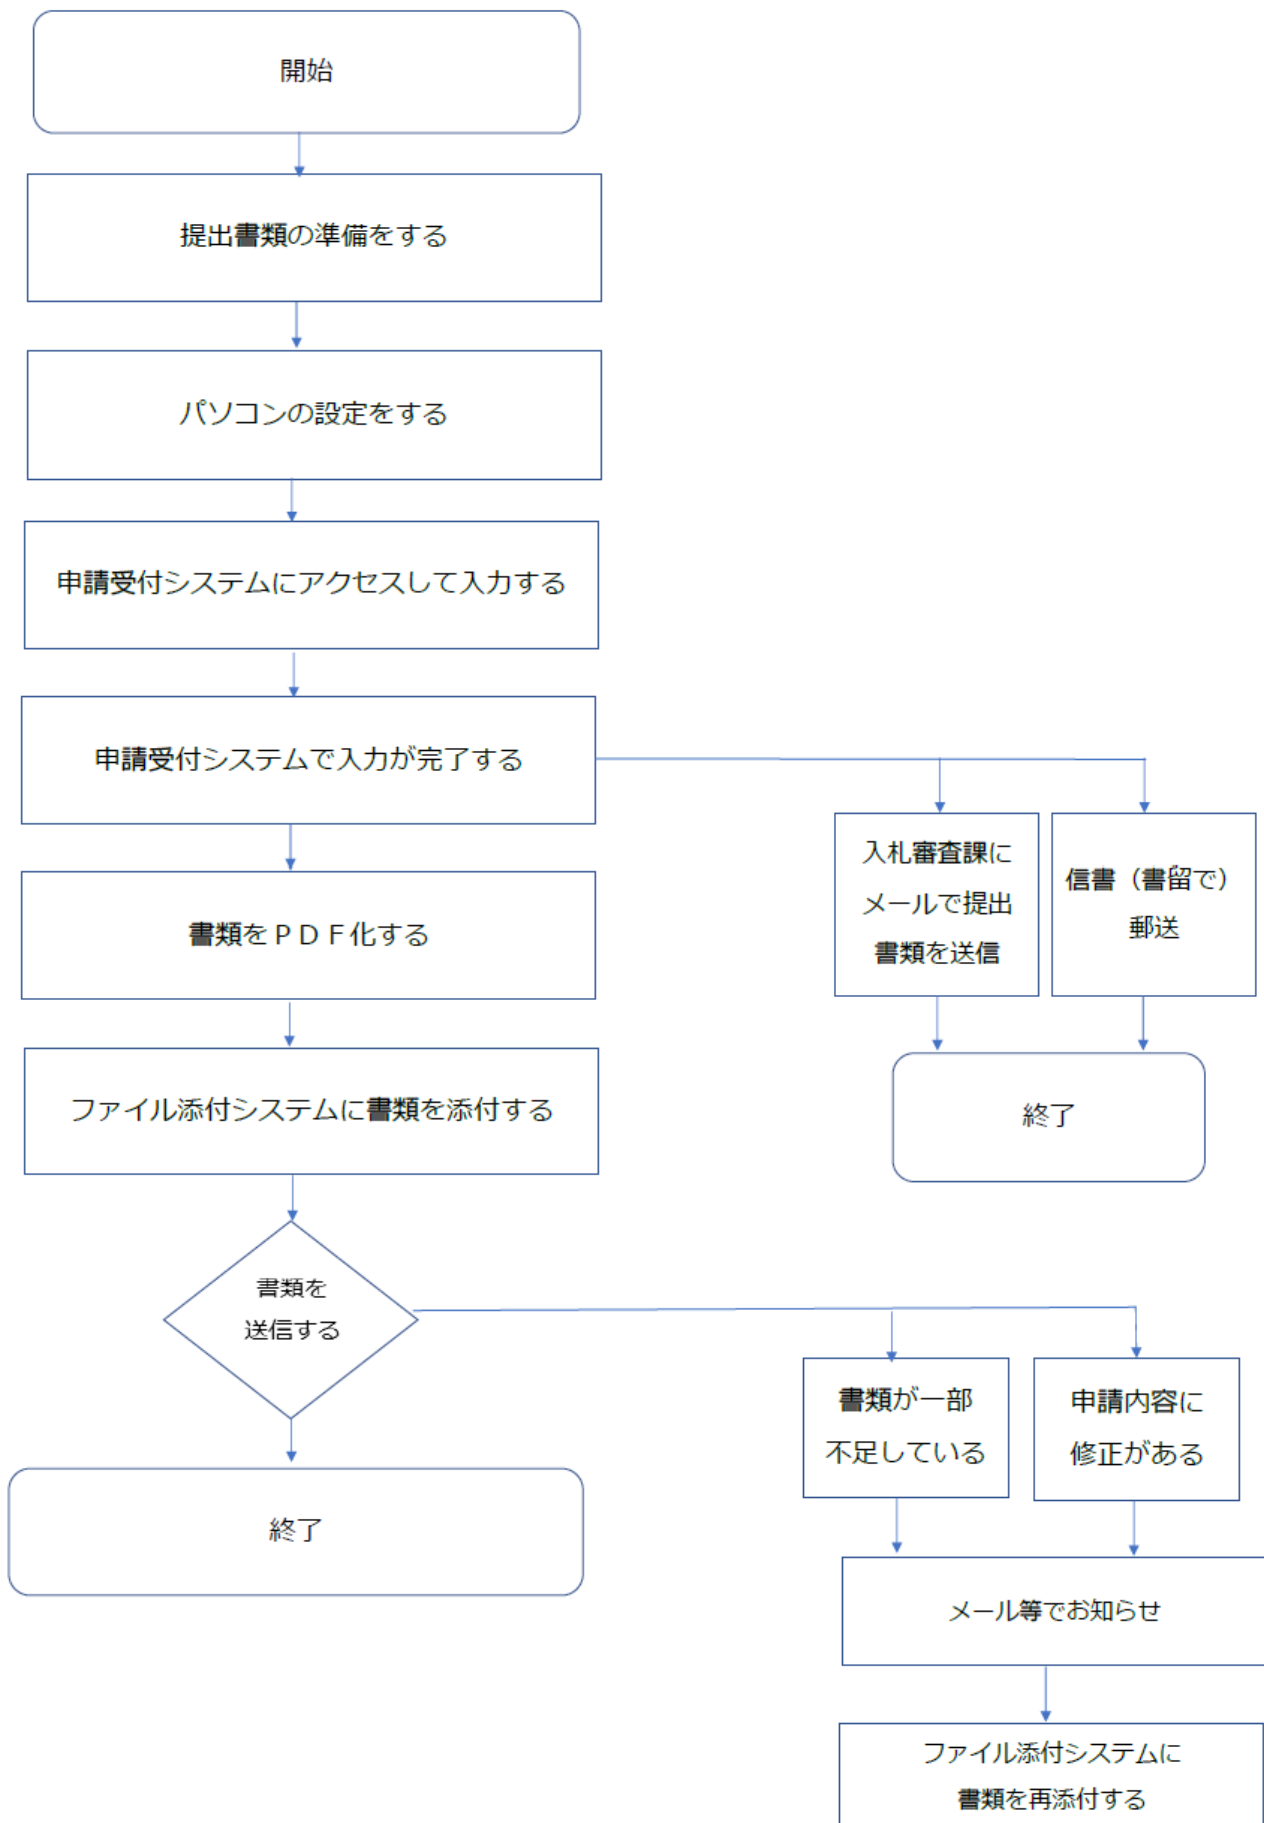 開始
提出書類の準備をする
パソコンの設定をする
申請受付システムにアクセスして入力する
申請受付システムで入力が完了する
入札審査課に
メールで提出
書類を送信
信書（書留で）
郵送
書類をＰＤＦ化する
終了
ファイル添付システムに書類を添付する
書類を
送信する
書類が一部
不足している
申請内容に
修正がある
終了
メール等でお知らせ
ファイル添付システムに
書類を再添付する